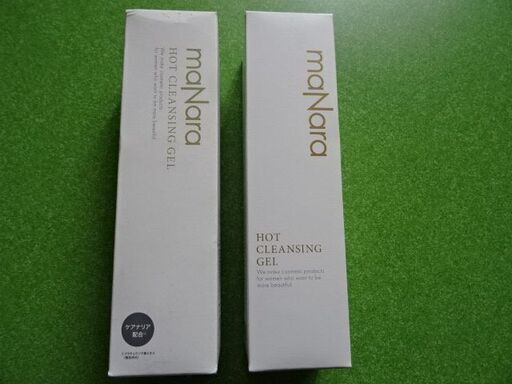 maNara
HOT CLEANSING GEL
We make cosmetic products
for women who want to be more beautiful
ケアナリア
配合
maNara
HOT
CLEANSING
GEL
We make cosmetic products
for women who want to be
more beautiful